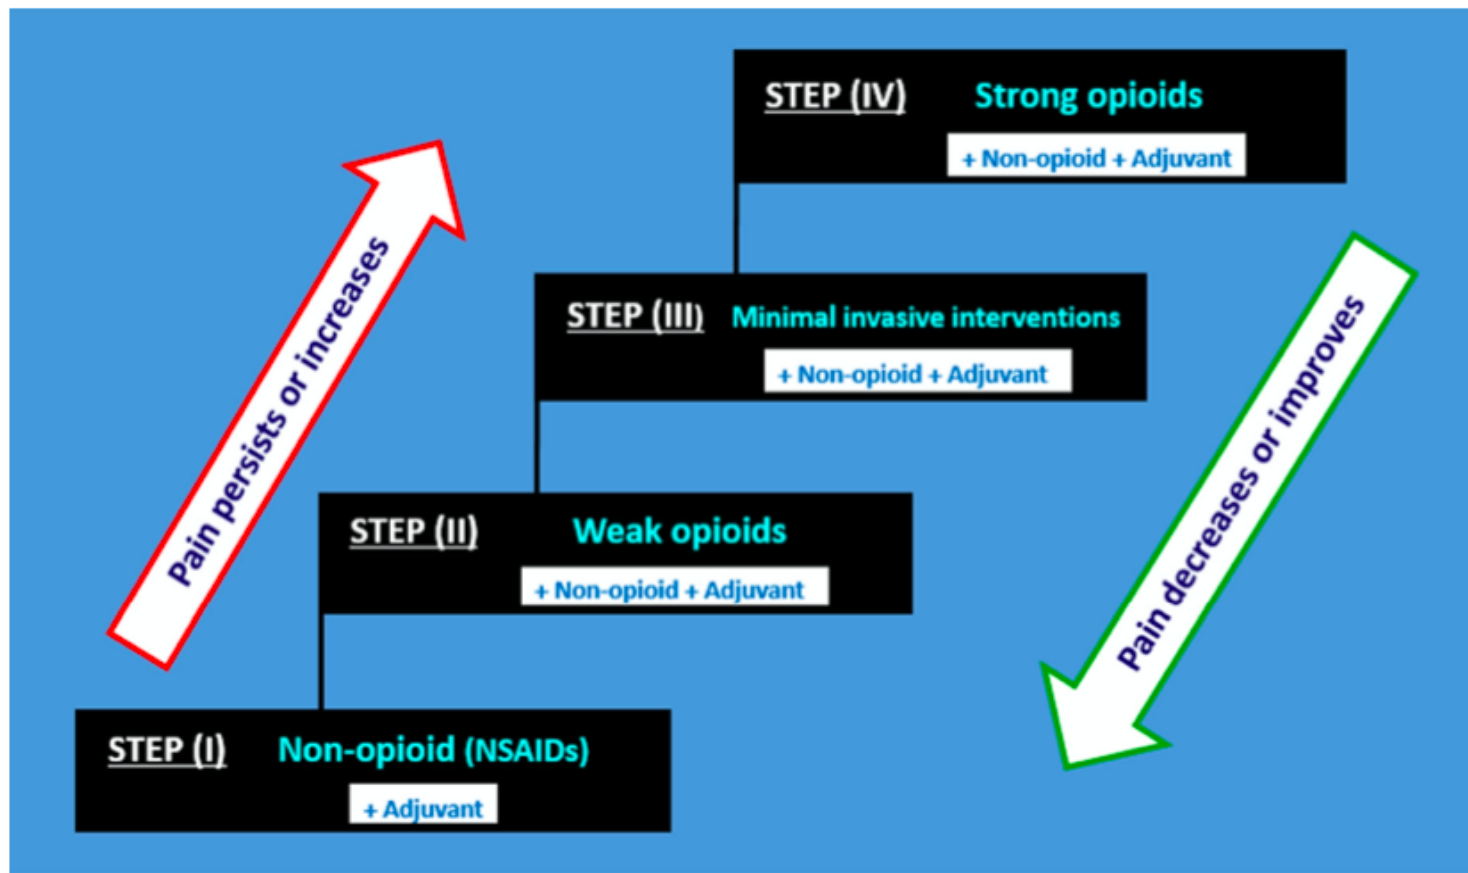 STEP (IV) Strong opioids
+ Non-opioid + Adjuvant
STEP (III) Minimal invasive interventions
+ Non-opioid + Adjuvant
STEP (II) Weak opioids
+ Non-opioid + Adjuvant
STEP (I) Non-opioid (NSAIDs)
+ Adjuvant
Pain persists or increases
Pain decreases or improves